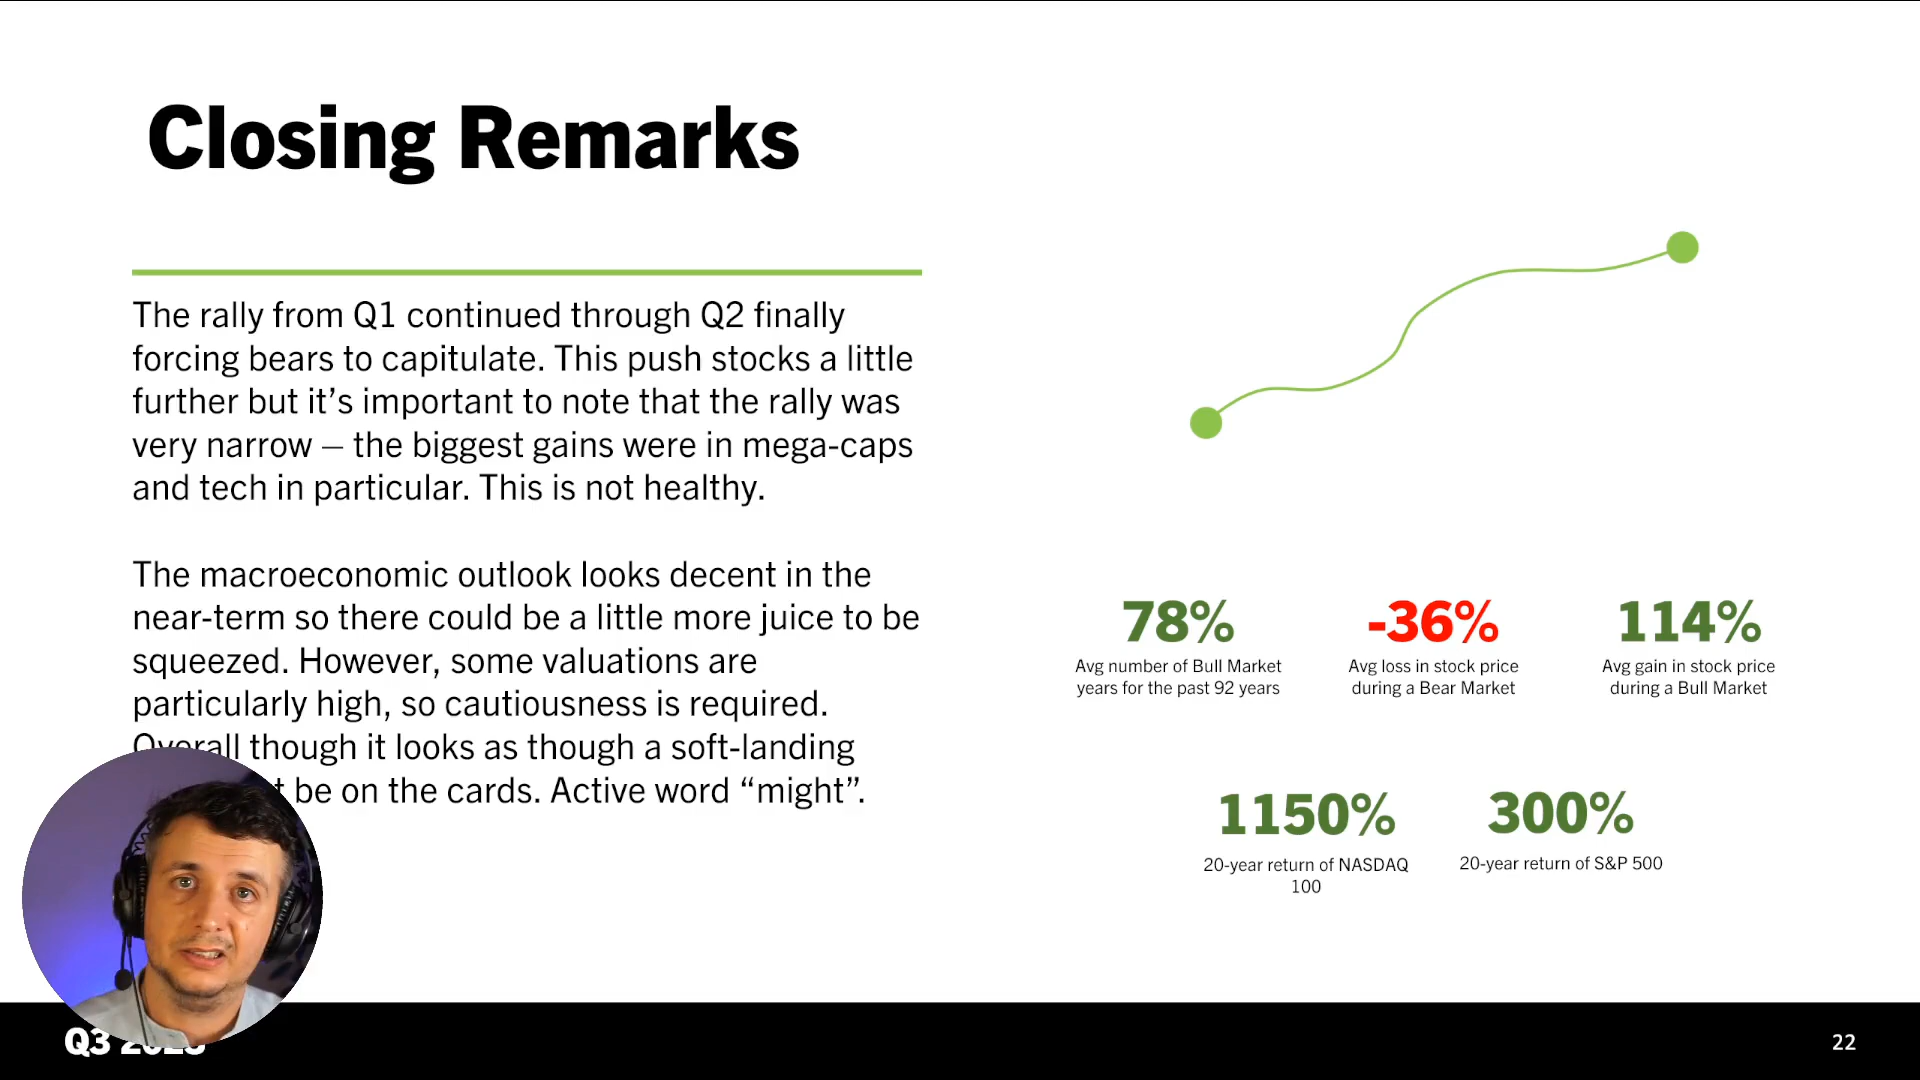 Closing Remarks
The rally from Q1 continued through Q2 finally
forcing bears to capitulate. This push stocks a little
further but it’s important to note that the rally was
very narrow – the biggest gains were in mega-caps
and tech in particular. This is not healthy.
The macroeconomic outlook looks decent in the
near-term so there could be a little more juice to be
squeezed. However, some valuations are
particularly high, so cautiousness is required.
Overall though it looks as though a soft-landing
be on the cards. Active word “might”.
78%
Avg number of Bull Market
years for the past 92 years
-36%
Avg loss in stock price
during a Bear Market
114%
Avg gain in stock price
during a Bull Market
1150%
20-year return of NASDAQ
100
300%
20-year return of S&P 500
Q3
22